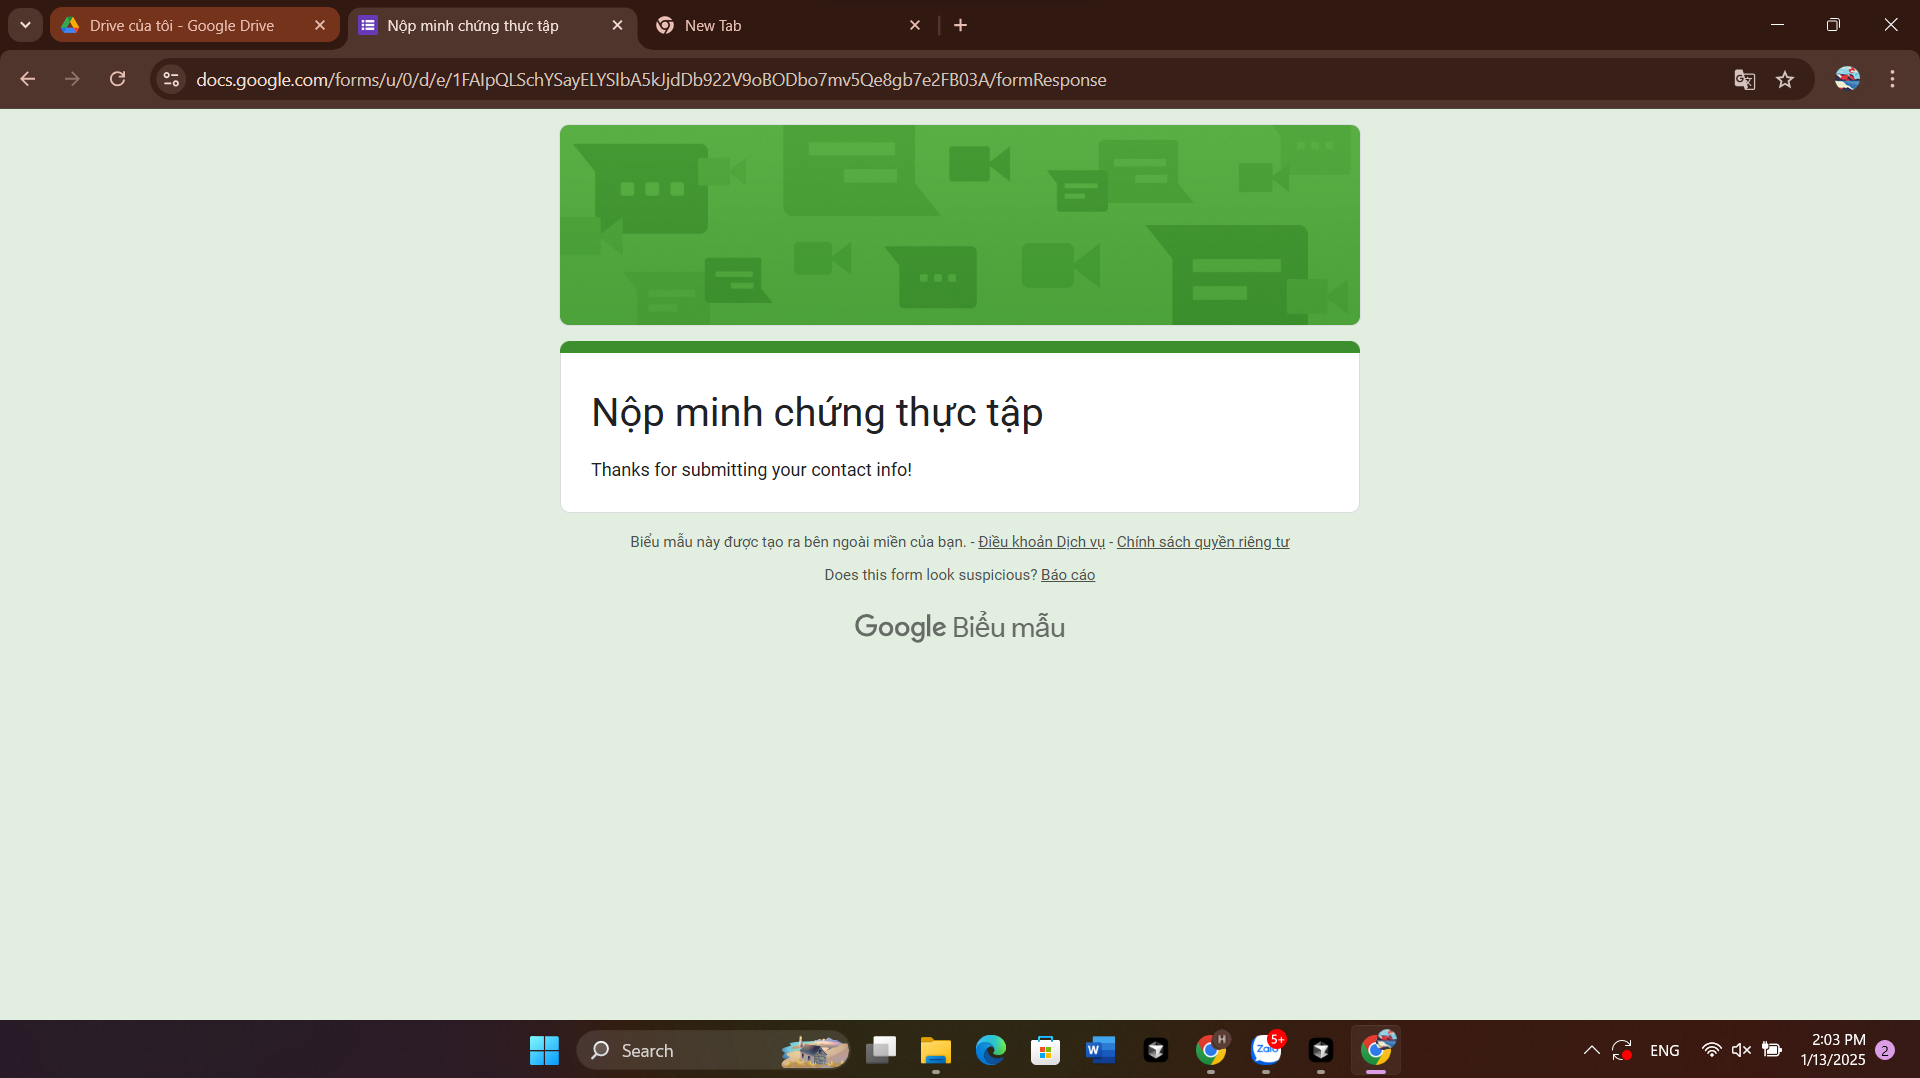 Drive của tôi - Google Drive
Nộp minh chứng thực tập
New Tab
docs.google.com/forms/u/0/d/e/1FAIpQLSchYSayELYSIbA5kJjdDb922V9oBODbo7mv5Qe8gb7e2FB03A/formResponse
Nộp minh chứng thực tập
Thanks for submitting your contact info!
Biểu mẫu này được tạo ra bên ngoài miền của bạn. - Điều khoản Dịch vụ - Chính sách quyền riêng tư
Does this form look suspicious? Báo cáo
Google Biểu mẫu
Search
W
H
Zalo
5+
ENG
2:03 PM
1/13/2025
2